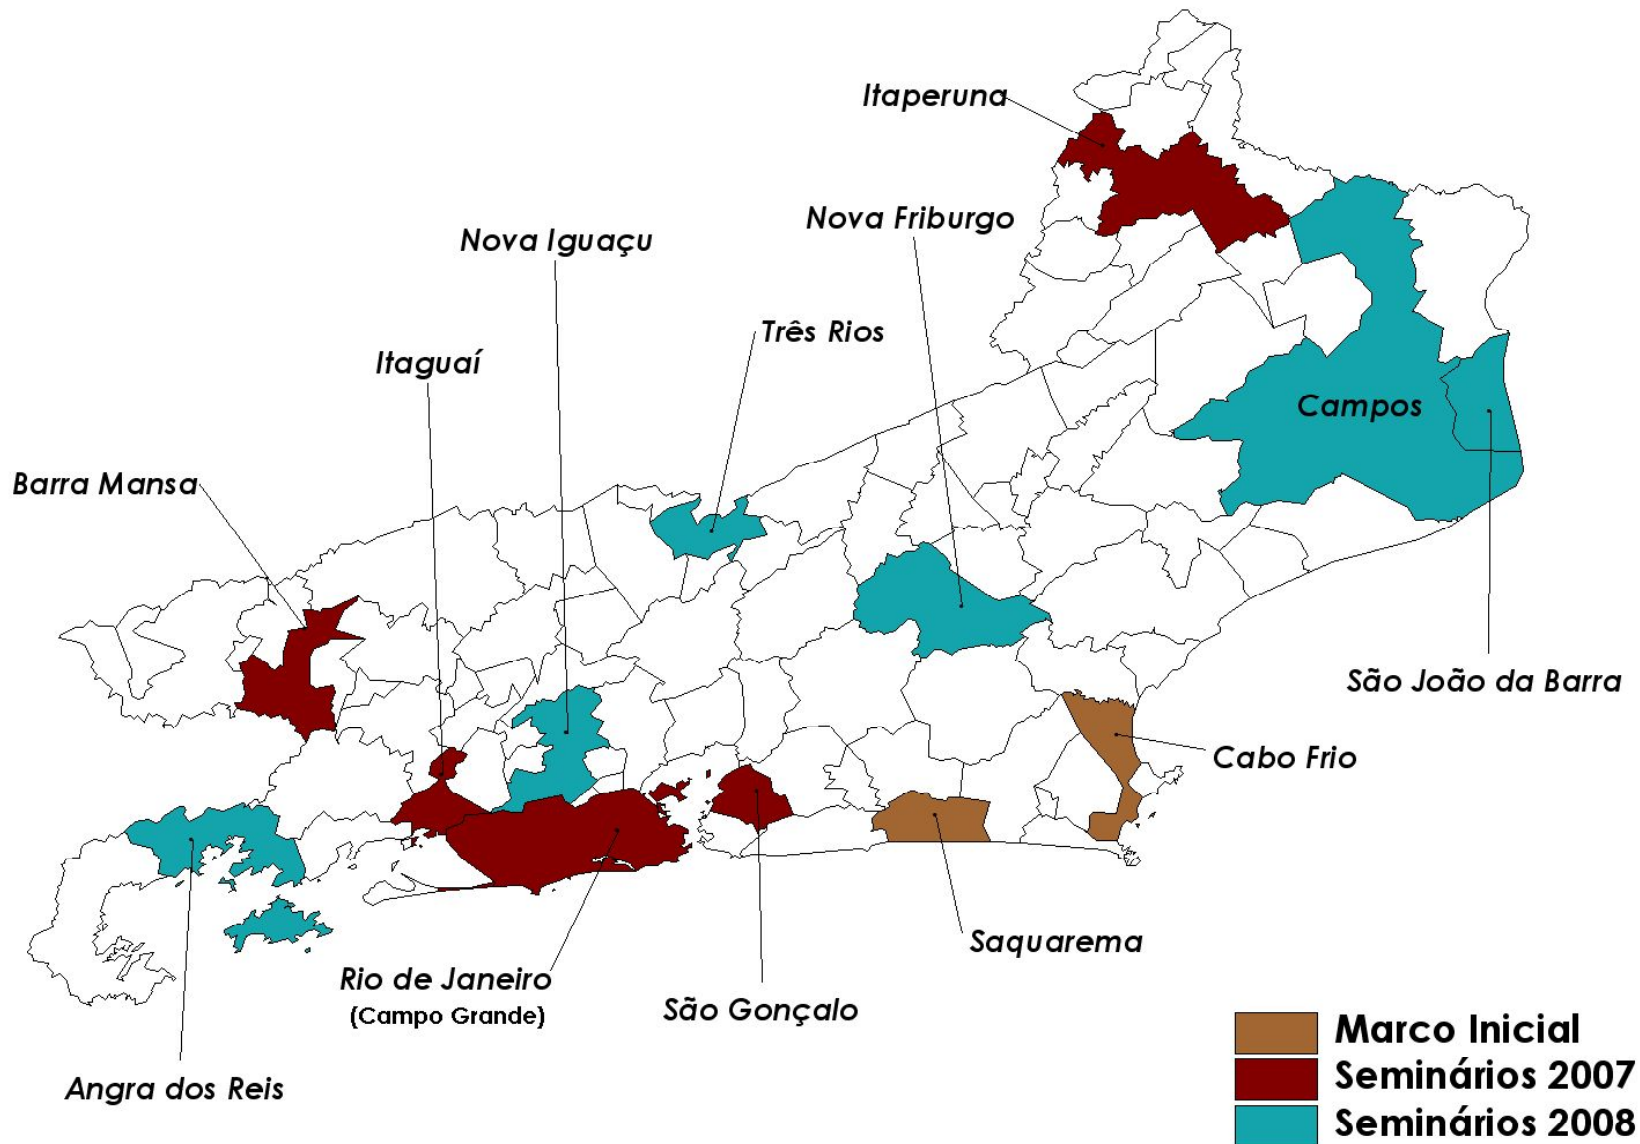 Itaperuna
Nova Friburgo
Nova Iguaçu
Três Rios
Itaguaí
Campos
Barra Mansa
São João da Barra
Cabo Frio
Saquarema
Rio de Janeiro
(Campo Grande)
São Gonçalo
Angra dos Reis
Marco Inicial
Seminários 2007
Seminários 2008